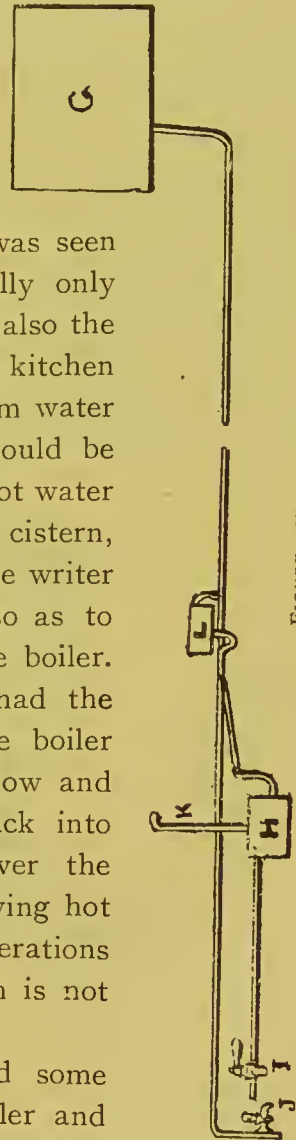 G
was seen
lly only
also the
kitchen
m water
ould be
ot water
cistern,
e writer
so as to
e boiler.
had the
e boiler
ow and
ck into
ver the
ving hot
erations
n is not
d some
ler and
L
K
H
I
J